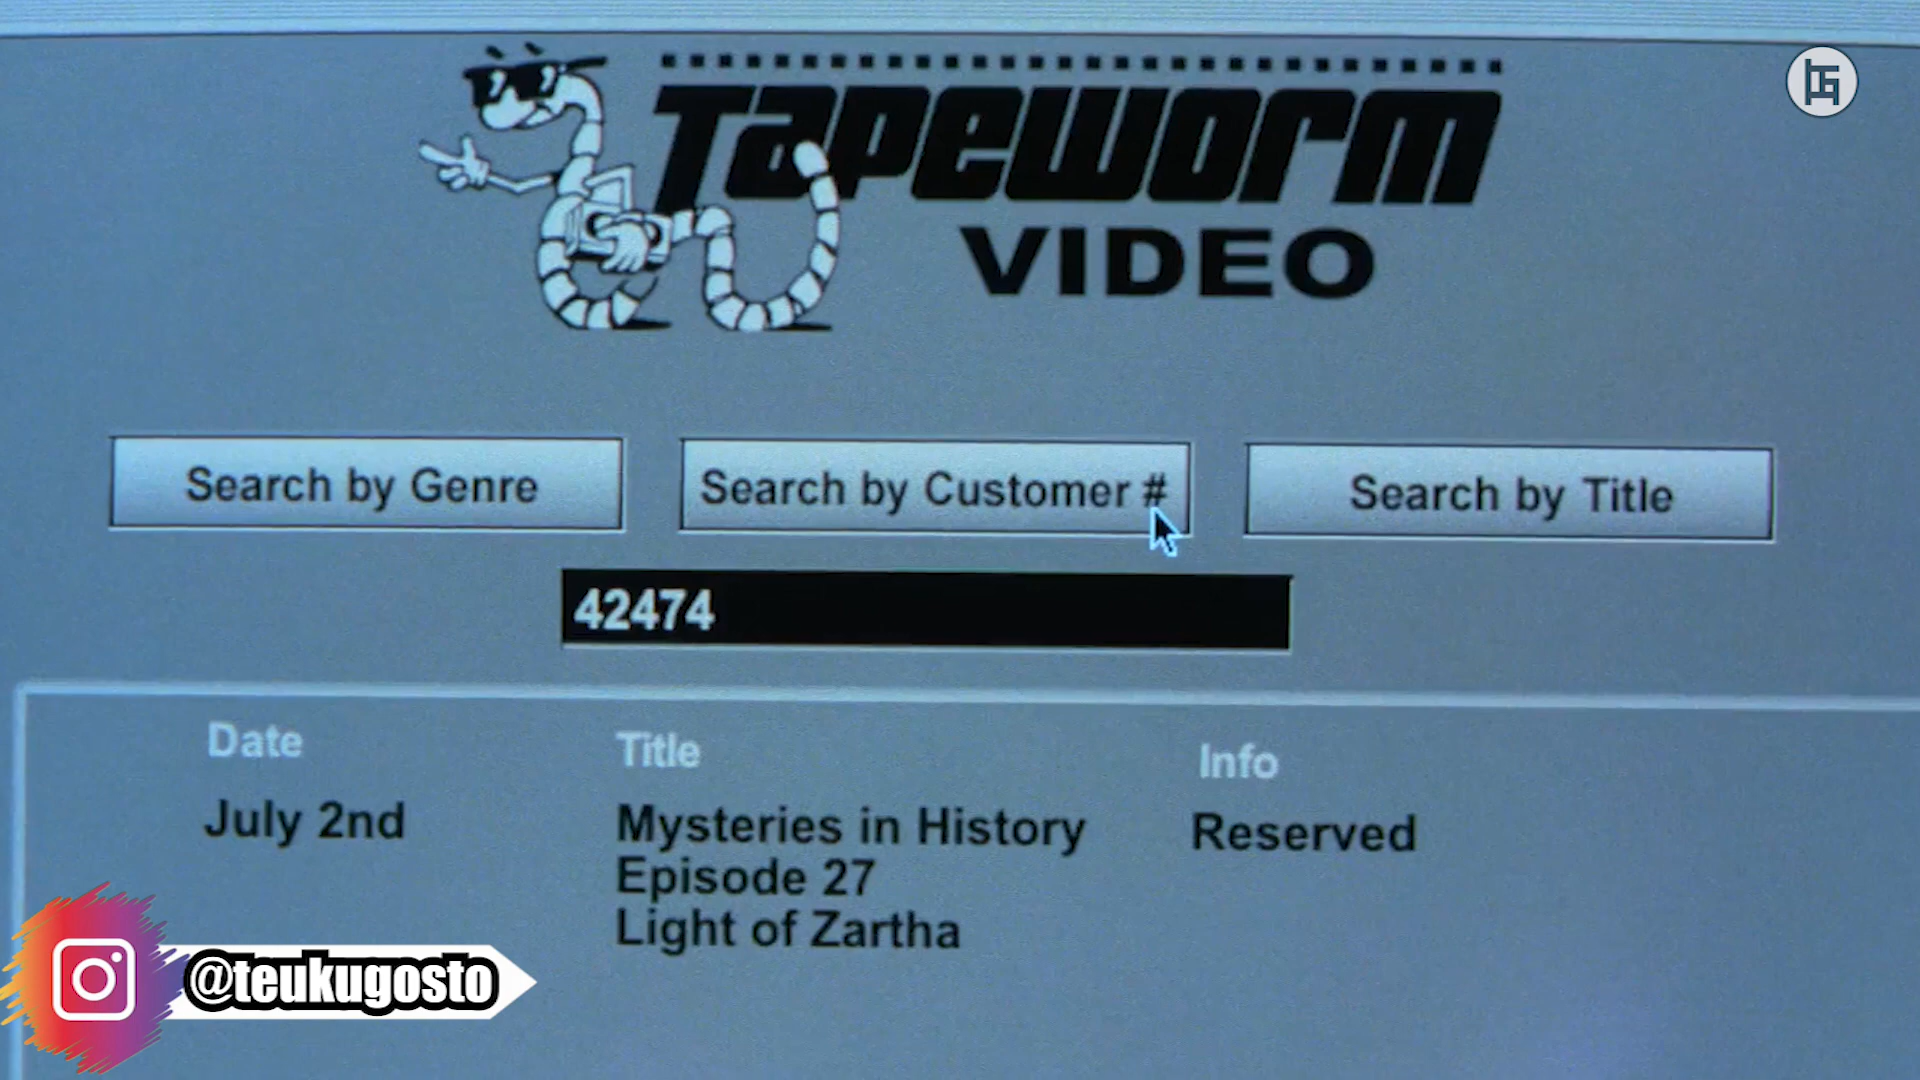 Tapeworm
VIDEO
Search by Genre
Search by Customer #
Search by Title
42474
Date
Title
Info
July 2nd
Mysteries in History
Episode 27
Light of Zartha
Reserved
@teukugosto